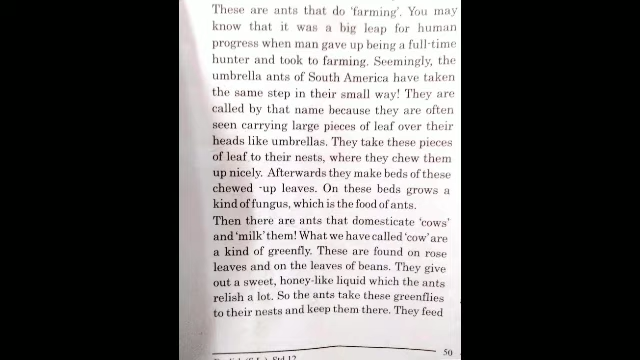 These are ants that do 'farming'. You may
know that it was a big leap for human
progress when man gave up being a full-time
hunter and took to farming. Seemingly, the
umbrella ants of South America have taken
the same step in their small way! They are
called by that name because they are often
seen carrying large pieces of leaf over their
heads like umbrellas. They take these pieces
of leaf to their nests, where they chew them
up nicely. Afterwards they make beds of these
chewed -up leaves. On these beds grows a
kind of fungus, which is the food of ants.
Then there are ants that domesticate 'cows'
and 'milk' them! What we have called 'cow' are
a kind of greenfly. These are found on rose
leaves and on the leaves of beans. They give
out a sweet, honey-like liquid which the ants
relish a lot. So the ants take these greenflies
to their nests and keep them there. They feed
50
Std 12